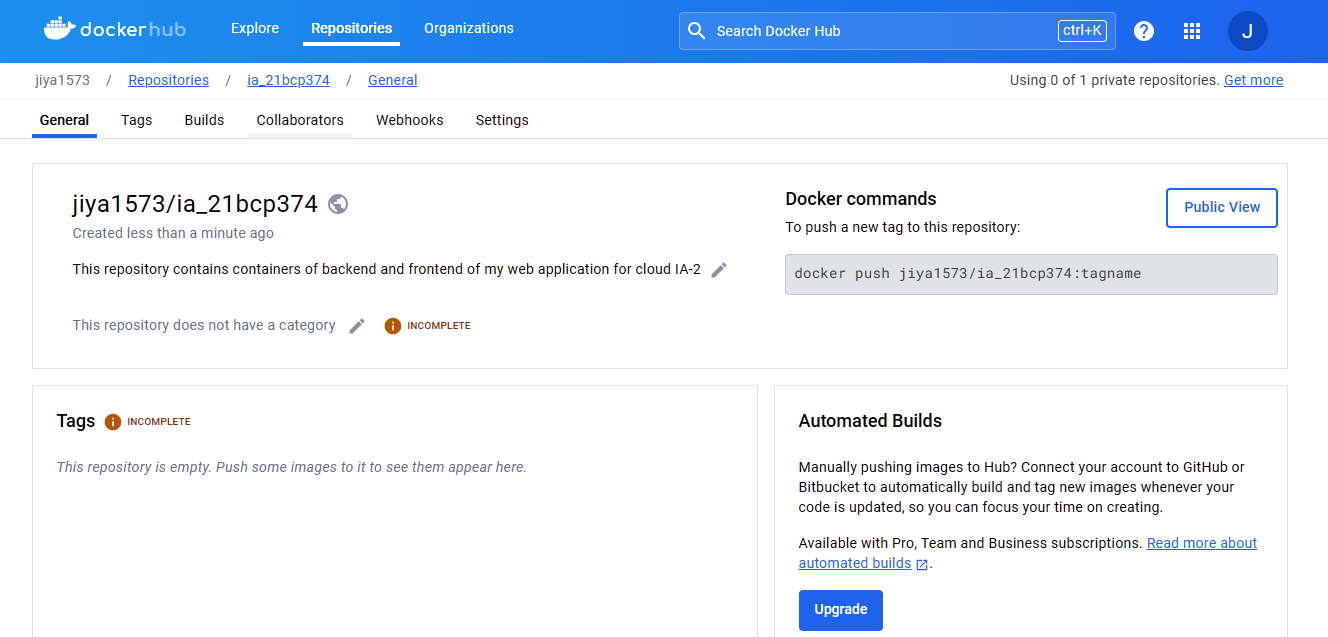 dockerhub Explore Repositories Organizations Search Docker Hub ctrl+K ? J
jiya1573 / Repositories / ia_21bcp374 / General Using 0 of 1 private repositories. Get more
General Tags Builds Collaborators Webhooks Settings
jiya1573/ia_21bcp374
Created less than a minute ago
This repository contains containers of backend and frontend of my web application for cloud IA-2
This repository does not have a category i INCOMPLETE
Docker commands
Public View
To push a new tag to this repository:
docker push jiya1573/ia_21bcp374:tagname
Tags i INCOMPLETE
This repository is empty. Push some images to it to see them appear here.
Automated Builds
Manually pushing images to Hub? Connect your account to GitHub or
Bitbucket to automatically build and tag new images whenever your
code is updated, so you can focus your time on creating.
Available with Pro, Team and Business subscriptions. Read more about
automated builds.
Upgrade